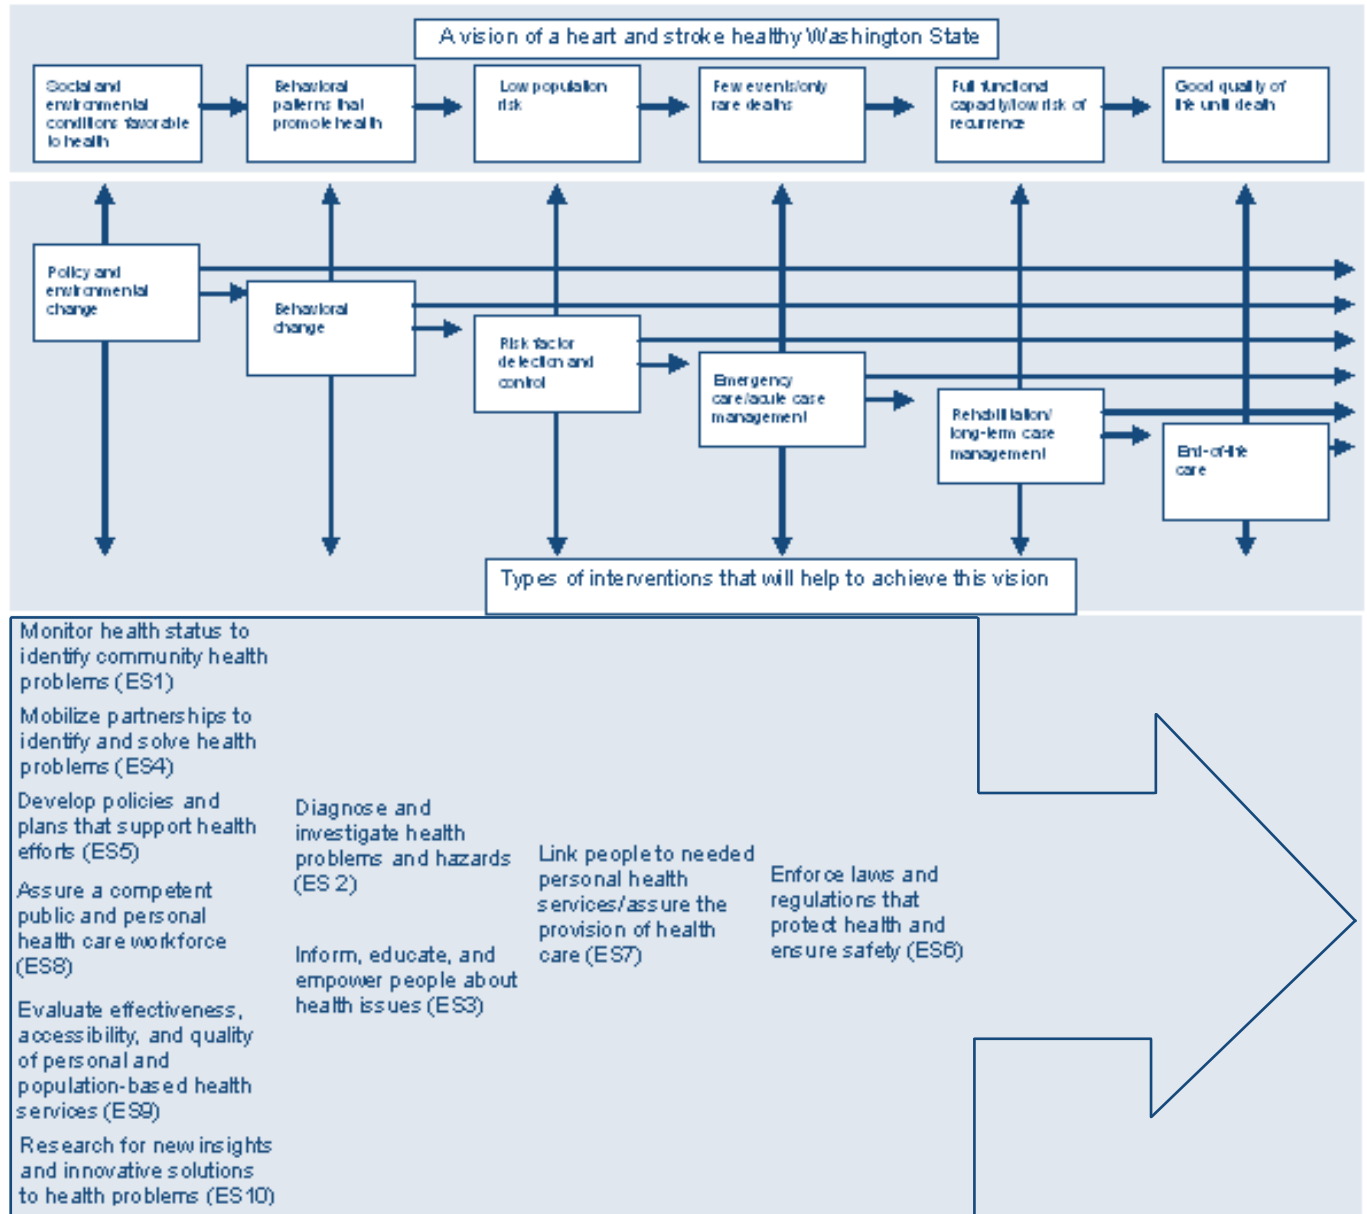 A vision of a heart and stroke healthy Washington State
Social and
environmental
conditions favorable
to health
Behavioral
patterns that
promote health
Low population
risk
Few events/only
rare deaths
Full functional
capacity/low risk of
recurrence
Good quality of
life until death
Policy and
environmental
change
Behavioral
change
Risk factor
detection and
control
Emergency
care/acute case
management
Rehabilitation/
long-term case
management
End-of-life
care
Types of interventions that will help to achieve this vision
Monitor health status to
identify community health
problems (ES1)
Mobilize partnerships to
identify and solve health
problems (ES4)
Develop policies and
plans that support health
efforts (ES5)
Assure a competent
public and personal
health care workforce
(ES8)
Evaluate effectiveness,
accessibility, and quality
of personal and
population-based health
services (ES9)
Research for new insights
and innovative solutions
to health problems (ES10)
Diagnose and
investigate health
problems and hazards
(ES 2)
Inform, educate, and
empower people about
health issues (ES3)
Link people to needed
personal health
services/assure the
provision of health
care (ES7)
Enforce laws and
regulations that
protect health and
ensure safety (ES6)